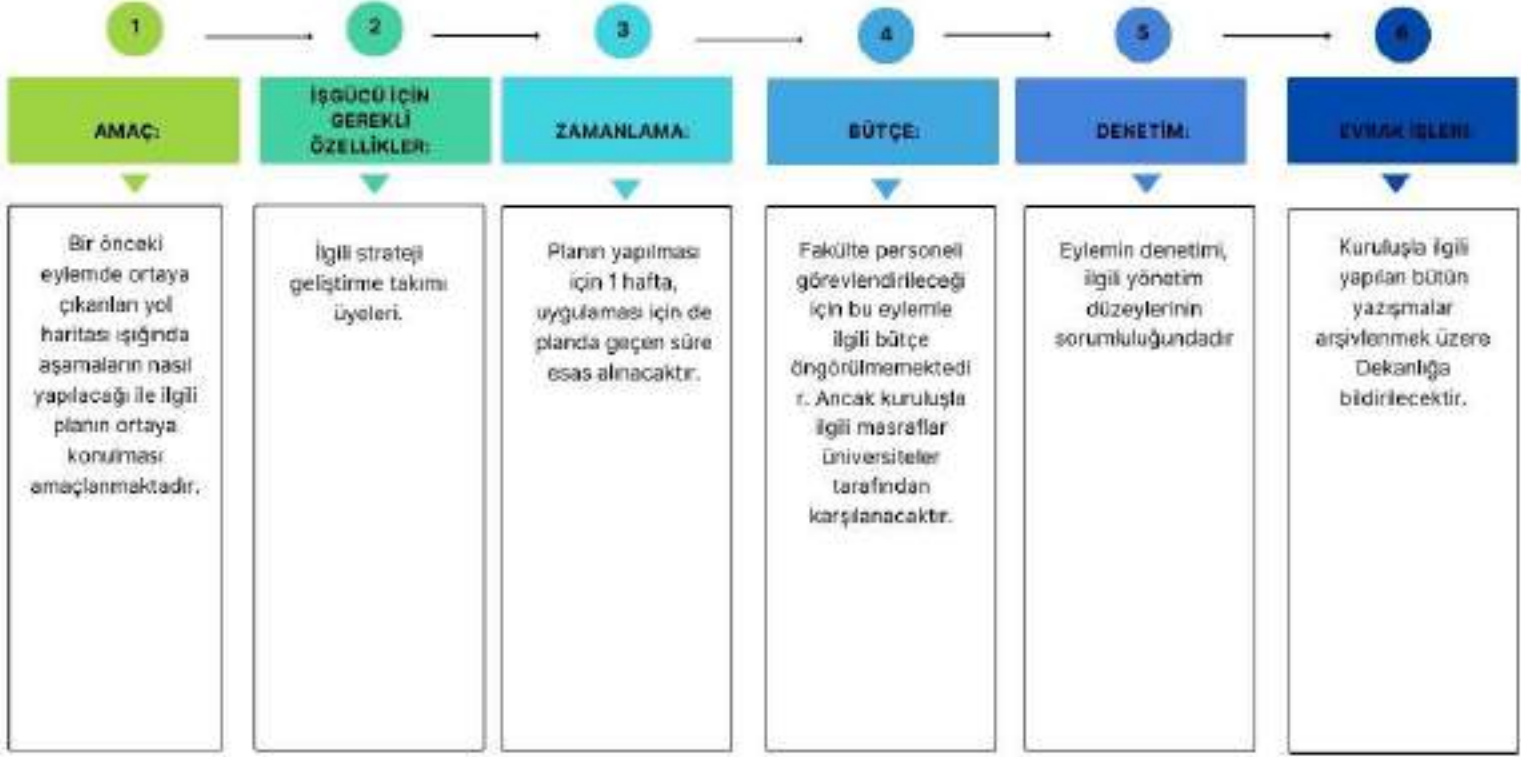 1
2
3
4
5
6
AMAÇ:
İŞGÜCÜ İÇİN
GEREKLİ
ÖZELLİKLER:
ZAMANLAMA:
BÜTÇE:
DENETİM:
EVRAK İŞLERİ:
Bir önceki
eylemde ortaya
çıkarılan yol
haritası ışığında
aşamaların nasıl
yapılacağı ile ilgili
planın ortaya
konulması
amaçlanmaktadır.
İlgili strateji
geliştirme takımı
üyeleri.
Planın yapılması
için 1 hafta,
uygulaması için de
planda geçen süre
esas alınacaktır.
Fakülte personeli
görevlendirileceği
için bu eylemle
ilgili bütçe
öngörülmemektedi
r. Ancak kuruluşla
ilgili masraflar
üniversiteler
tarafından
karşılanacaktır.
Eylemin denetimi,
ilgili yönetim
düzeylerinin
sorumluluğundadır
Kuruluşla ilgili
yapılan bütün
yazışmalar
arşivlenmek üzere
Dekanlığa
bildirilecektir.